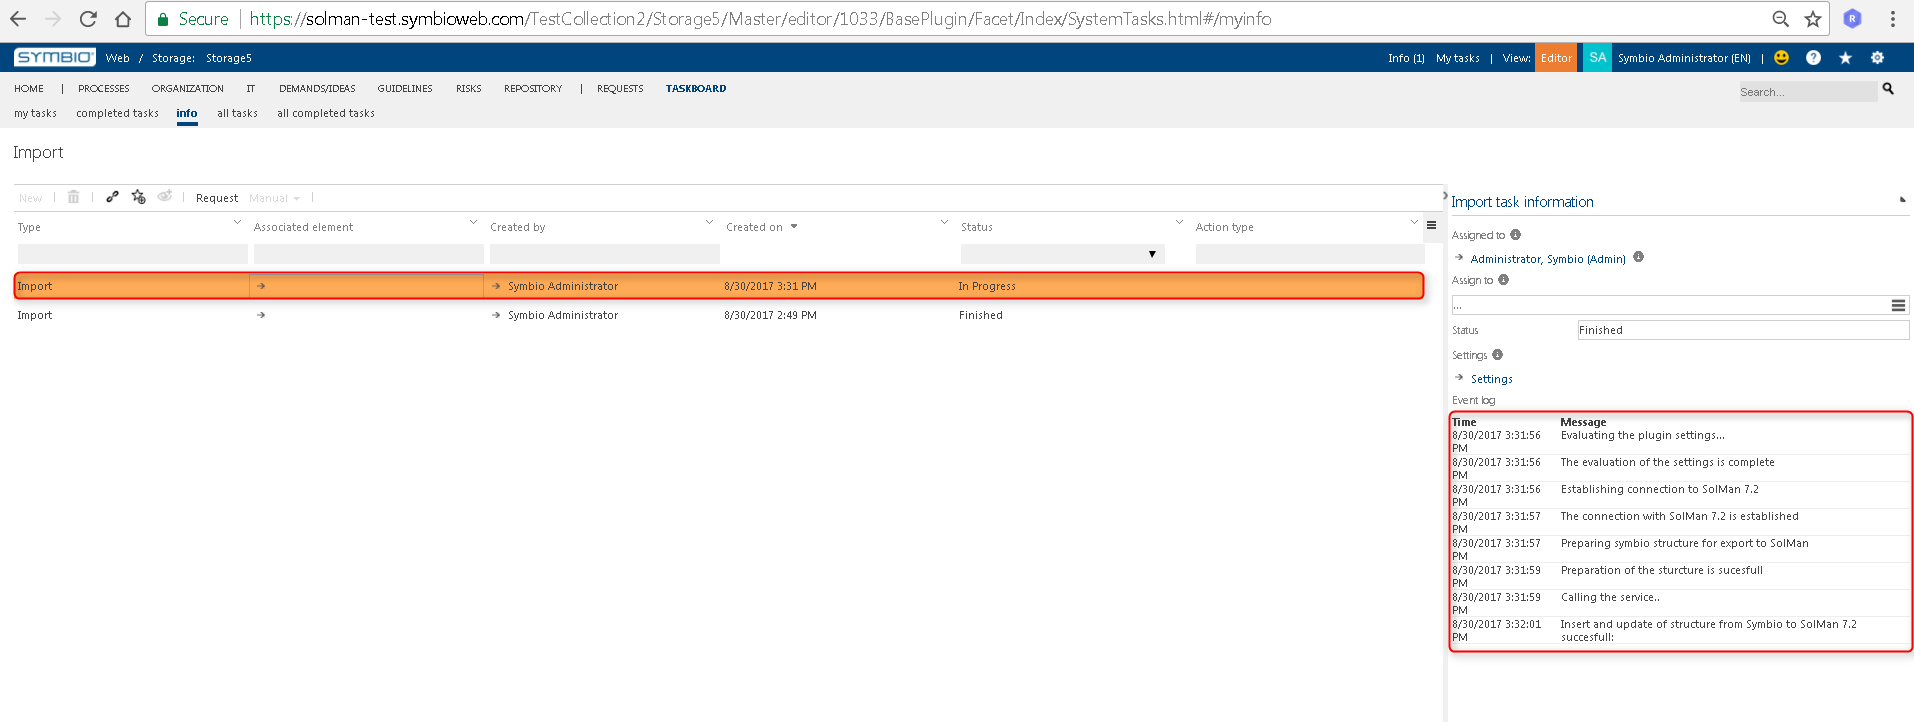 Secure https://solman-test.symbioweb.com/TestCollection2/Storage5/Master/editor/1033/BasePlugin/Facet/Index/SystemTasks.html#/myinfo R
SYMBIO Web / Storage: Storage5 Info (1) My tasks | View: Editor SA Symbio Administrator (EN) |
HOME | PROCESSES ORGANIZATION IT DEMANDS/IDEAS GUIDELINES RISKS REPOSITORY | REQUESTS TASKBOARD Search...
my tasks completed tasks info all tasks all completed tasks
Import
New | | | Request Manual |
Type Associated element Created by Created on Status Action type
Import Symbio Administrator 8/30/2017 3:31 PM In Progress
Import Symbio Administrator 8/30/2017 2:49 PM Finished
Import task information
Assigned to
Administrator, Symbio (Admin)
Assign to
...
Status Finished
Settings
Settings
Event log
Time Message
8/30/2017 3:31:56 Evaluating the plugin settings...
PM
8/30/2017 3:31:56 The evaluation of the settings is complete
PM
8/30/2017 3:31:56 Establishing connection to SolMan 7.2
PM
8/30/2017 3:31:57 The connection with SolMan 7.2 is established
PM
8/30/2017 3:31:57 Preparing symbio structure for export to SolMan
PM
8/30/2017 3:31:59 Preparation of the sturcture is sucesfull
PM
8/30/2017 3:31:59 Calling the service..
PM
8/30/2017 3:32:01 Insert and update of structure from Symbio to SolMan 7.2
PM succesfull: